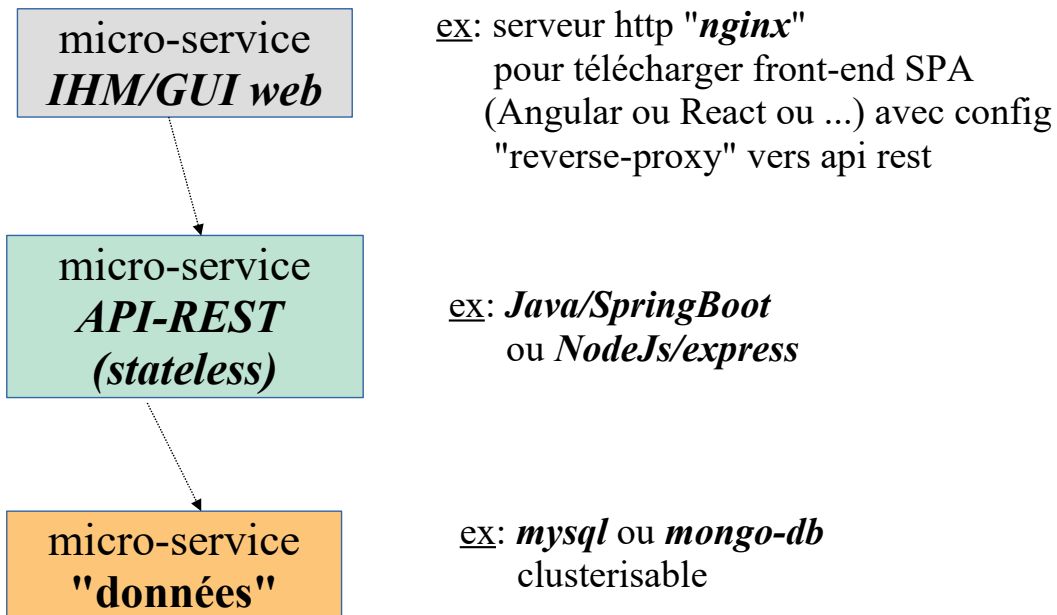 micro-service
IHM/GUI web
ex: serveur http "nginx"
pour télécharger front-end SPA
(Angular ou React ou ...) avec config
"reverse-proxy" vers api rest
micro-service
API-REST
(stateless)
ex: Java/SpringBoot
ou NodeJs/express
micro-service
"données"
ex: mysql ou mongo-db
clusterisable